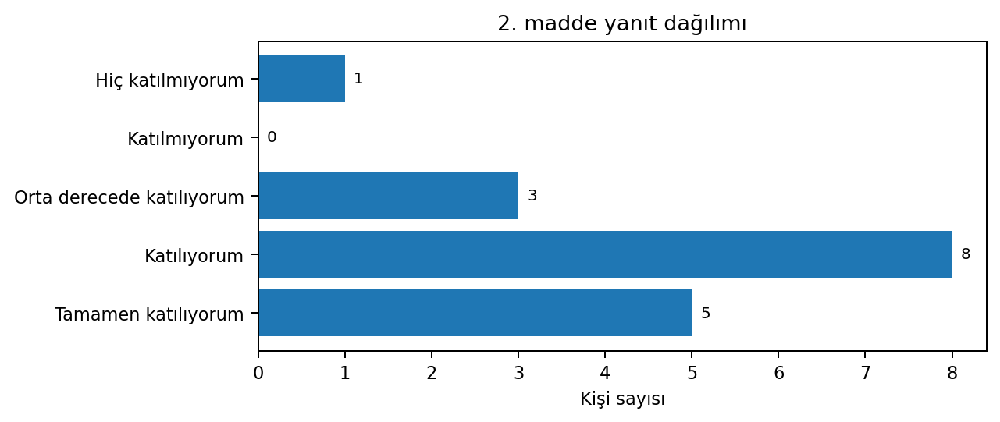 2. madde yanıt dağılımı
Hiç katılmıyorum 1
Katılmıyorum 0
Orta derecede katılıyorum 3
Katılıyorum 8
Tamamen katılıyorum 5
0 1 2 3 4 5 6 7 8
Kişi sayısı